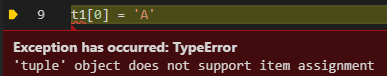 9 t1[0] = 'A'
Exception has occurred: TypeError
'tuple' object does not support item assignment